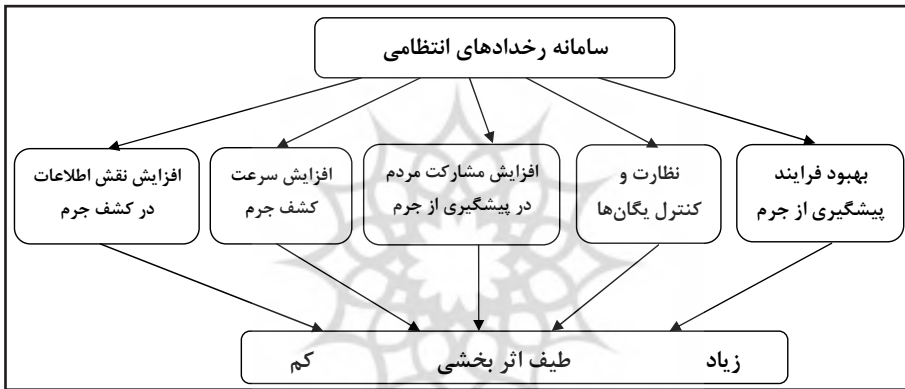 سامانه رخدادهای انتظامی
بهبود فرایند
پیشگیری از جرم
نظارت و
کنترل یگان‌ها
افزایش مشارکت مردم
در پیشگیری از جرم
افزایش سرعت
کشف جرم
افزایش نقش اطلاعات
در کشف جرم
زیاد طیف اثر بخشی کم